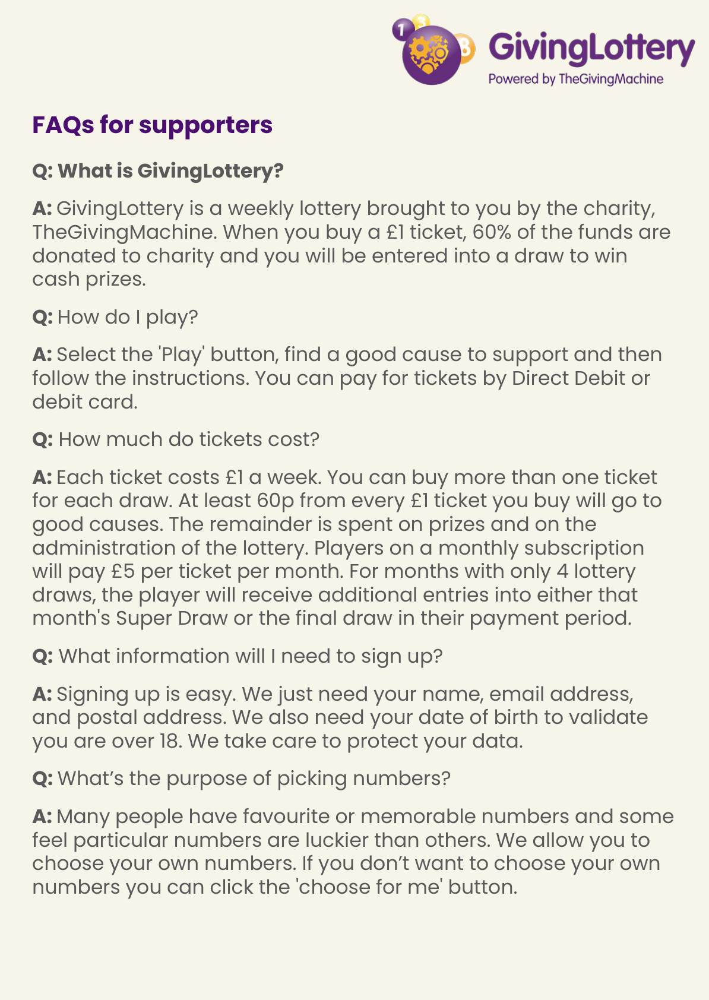 1 3 8
GivingLottery
Powered by TheGivingMachine
FAQs for supporters
Q: What is GivingLottery?
A: GivingLottery is a weekly lottery brought to you by the charity,
TheGivingMachine. When you buy a £1 ticket, 60% of the funds are
donated to charity and you will be entered into a draw to win
cash prizes.
Q: How do I play?
A: Select the 'Play' button, find a good cause to support and then
follow the instructions. You can pay for tickets by Direct Debit or
debit card.
Q: How much do tickets cost?
A: Each ticket costs £1 a week. You can buy more than one ticket
for each draw. At least 60p from every £1 ticket you buy will go to
good causes. The remainder is spent on prizes and on the
administration of the lottery. Players on a monthly subscription
will pay £5 per ticket per month. For months with only 4 lottery
draws, the player will receive additional entries into either that
month's Super Draw or the final draw in their payment period.
Q: What information will I need to sign up?
A: Signing up is easy. We just need your name, email address,
and postal address. We also need your date of birth to validate
you are over 18. We take care to protect your data.
Q: What’s the purpose of picking numbers?
A: Many people have favourite or memorable numbers and some
feel particular numbers are luckier than others. We allow you to
choose your own numbers. If you don’t want to choose your own
numbers you can click the 'choose for me' button.